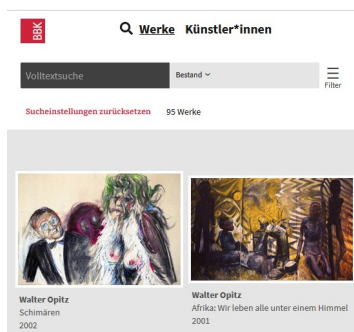 BBK
Werke Künstler*innen
Volltextsuche
Bestand
Filter
Sucheinstellungen zurücksetzen 95 Werke
Walter Opitz
Schimären
2002
Walter Opitz
Afrika: Wir leben alle unter einem Himmel
2001